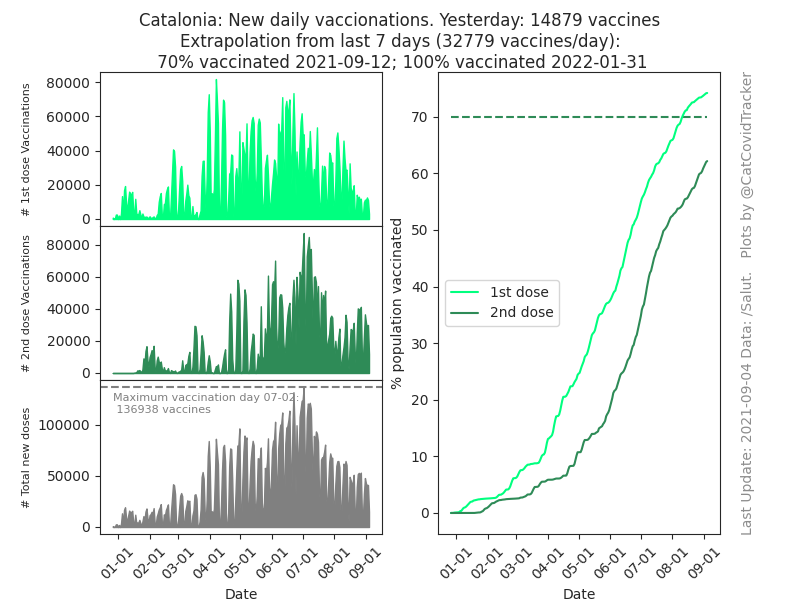 Catalonia: New daily vaccionations. Yesterday: 14879 vaccines
Extrapolation from last 7 days (32779 vaccines/day):
70% vaccinated 2021-09-12; 100% vaccinated 2022-01-31
# 1st dose Vaccinations
80000
60000
40000
20000
0
# 2nd dose Vaccinations
80000
60000
40000
20000
0
# Total new doses
Maximum vaccination day 07-02:
136938 vaccines
100000
50000
0
01-01
02-01
03-01
04-01
05-01
06-01
07-01
08-01
09-01
Date
% population vaccinated
70
60
50
40
30
20
10
0
1st dose
2nd dose
01-01
02-01
03-01
04-01
05-01
06-01
07-01
08-01
09-01
Date
Last Update: 2021-09-04 Data: /Salut. Plots by @CatCovidTracker